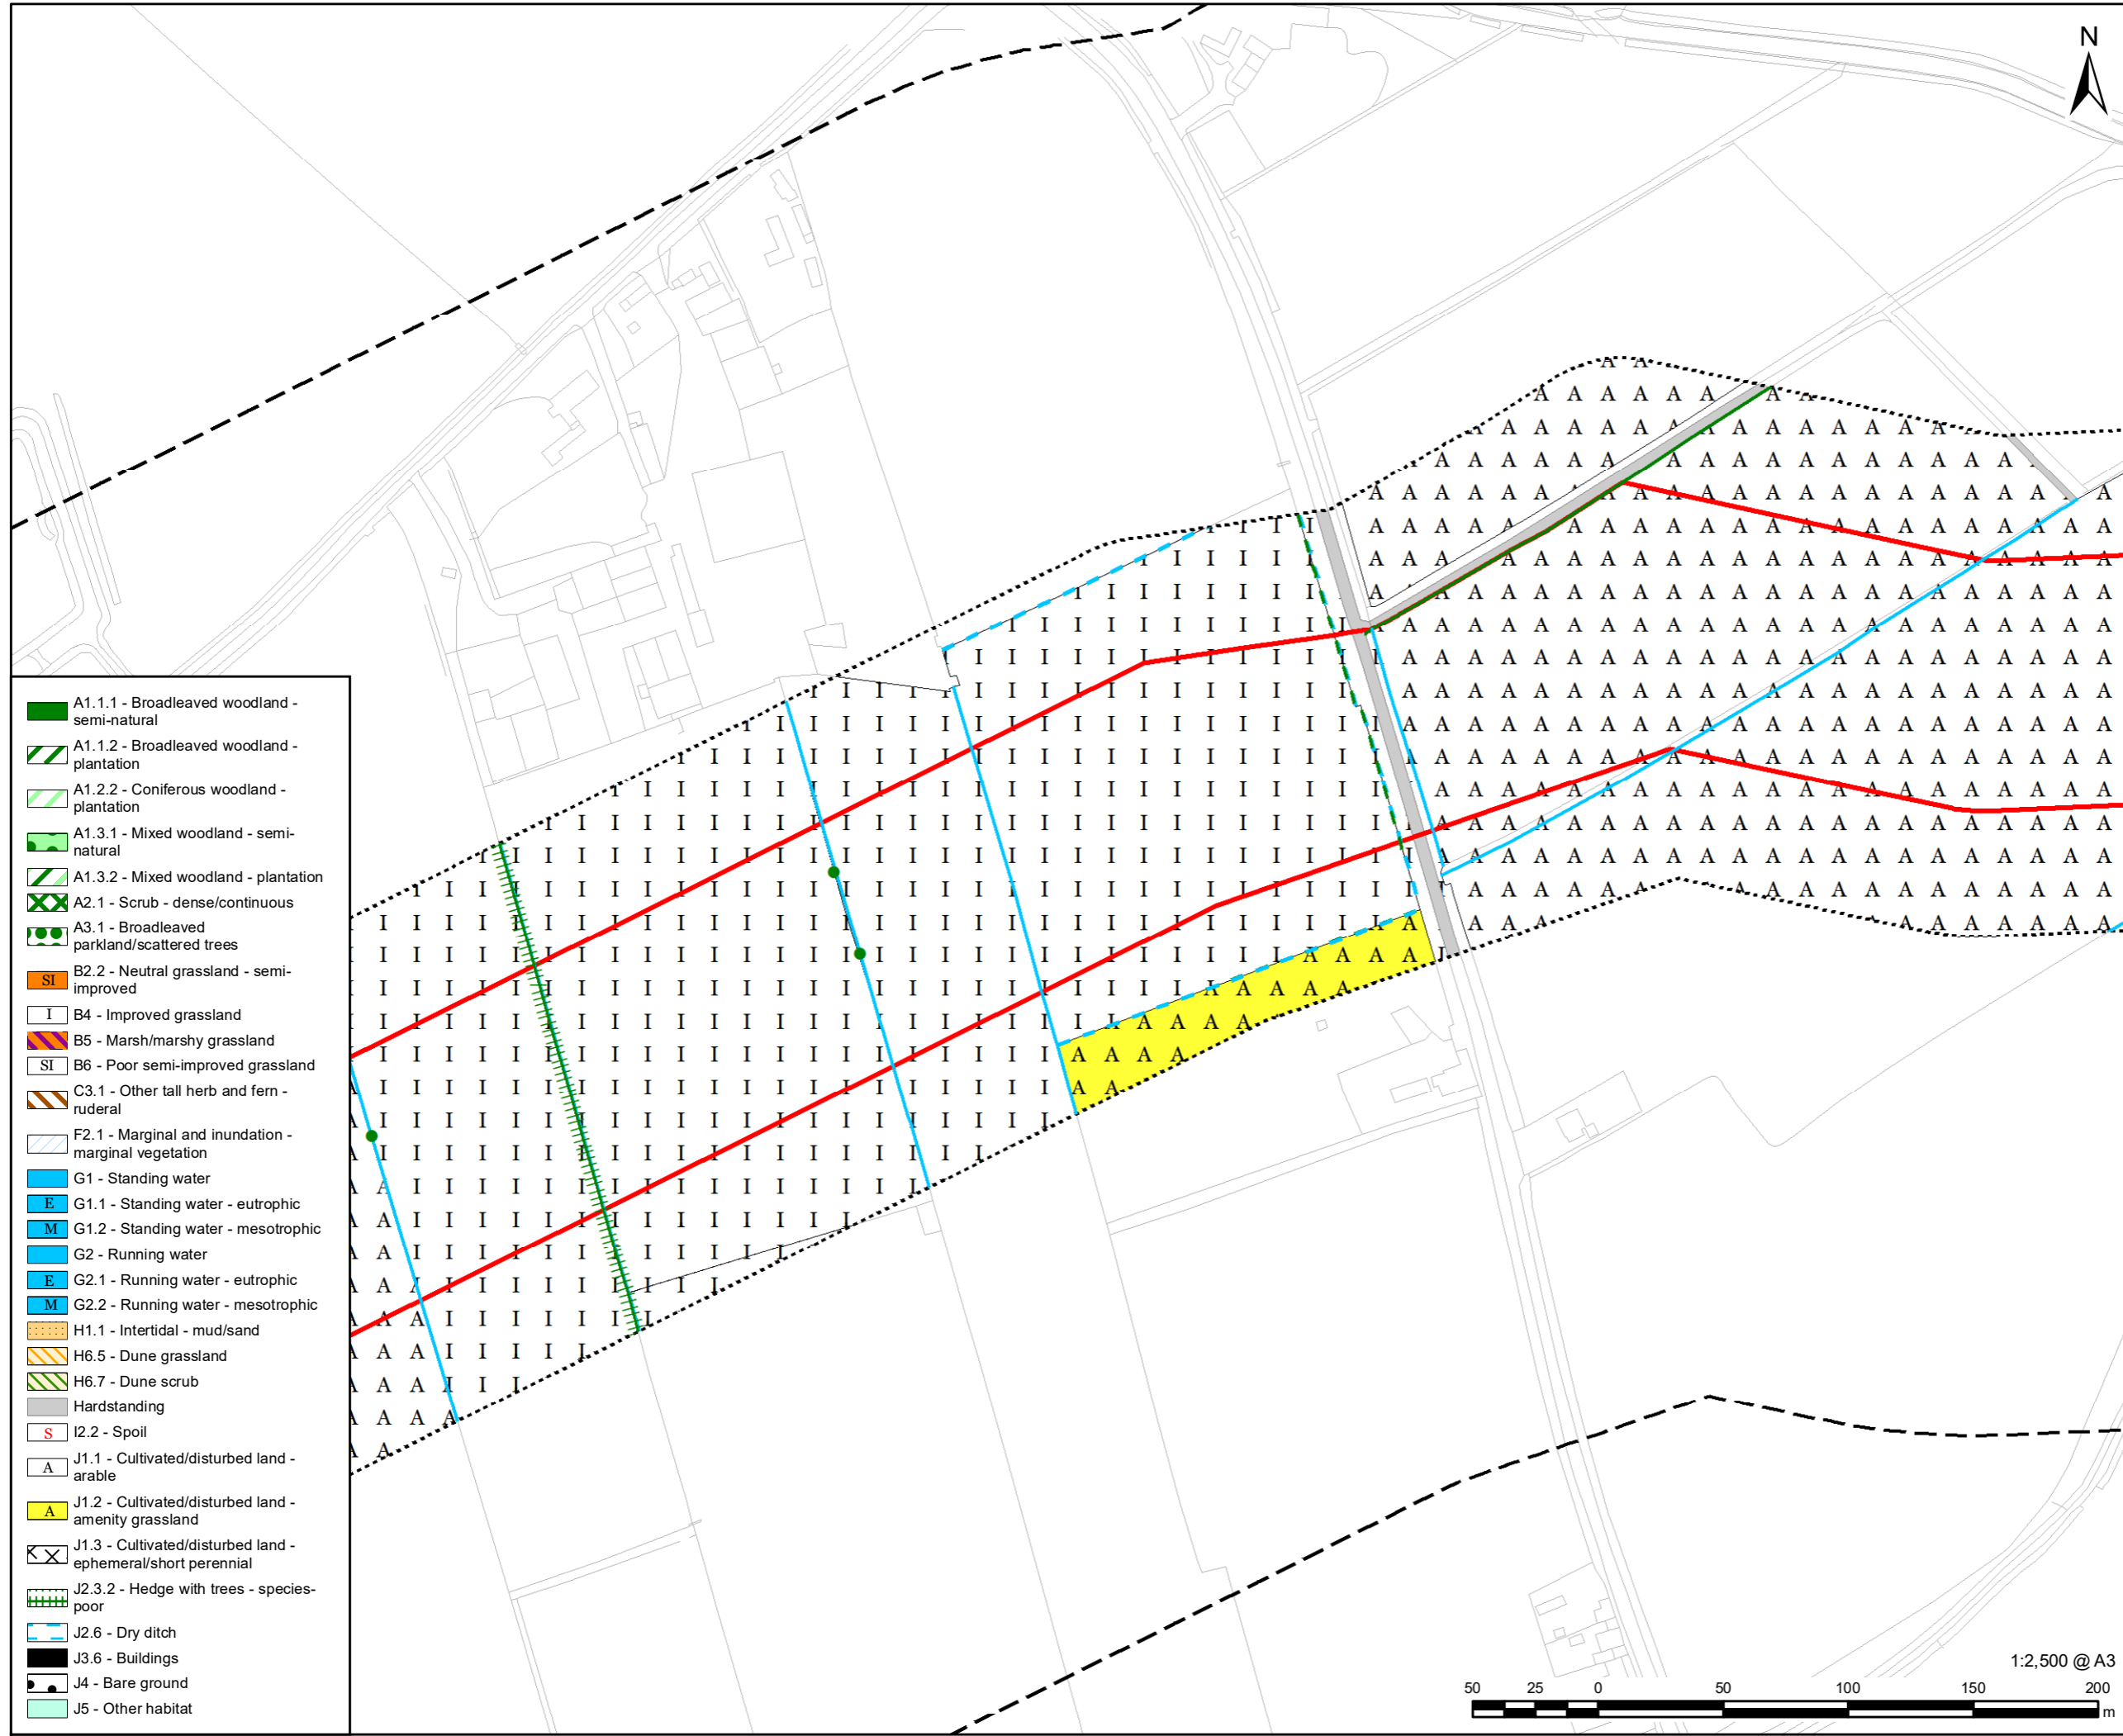 N
A1.1.1 - Broadleaved woodland -
semi-natural
A1.1.2 - Broadleaved woodland -
plantation
A1.2.2 - Coniferous woodland -
plantation
A1.3.1 - Mixed woodland - semi-
natural
A1.3.2 - Mixed woodland - plantation
A2.1 - Scrub - dense/continuous
A3.1 - Broadleaved
parkland/scattered trees
SI B2.2 - Neutral grassland - semi-
improved
I B4 - Improved grassland
B5 - Marsh/marshy grassland
SI B6 - Poor semi-improved grassland
C3.1 - Other tall herb and fern -
ruderal
F2.1 - Marginal and inundation -
marginal vegetation
G1 - Standing water
E G1.1 - Standing water - eutrophic
M G1.2 - Standing water - mesotrophic
G2 - Running water
E G2.1 - Running water - eutrophic
M G2.2 - Running water - mesotrophic
H1.1 - Intertidal - mud/sand
H6.5 - Dune grassland
H6.7 - Dune scrub
Hardstanding
S I2.2 - Spoil
A J1.1 - Cultivated/disturbed land -
arable
A J1.2 - Cultivated/disturbed land -
amenity grassland
J1.3 - Cultivated/disturbed land -
ephemeral/short perennial
J2.3.2 - Hedge with trees - species-
poor
J2.6 - Dry ditch
J3.6 - Buildings
J4 - Bare ground
J5 - Other habitat
1:2,500 @ A3
50 25 0 50 100 150 200
m